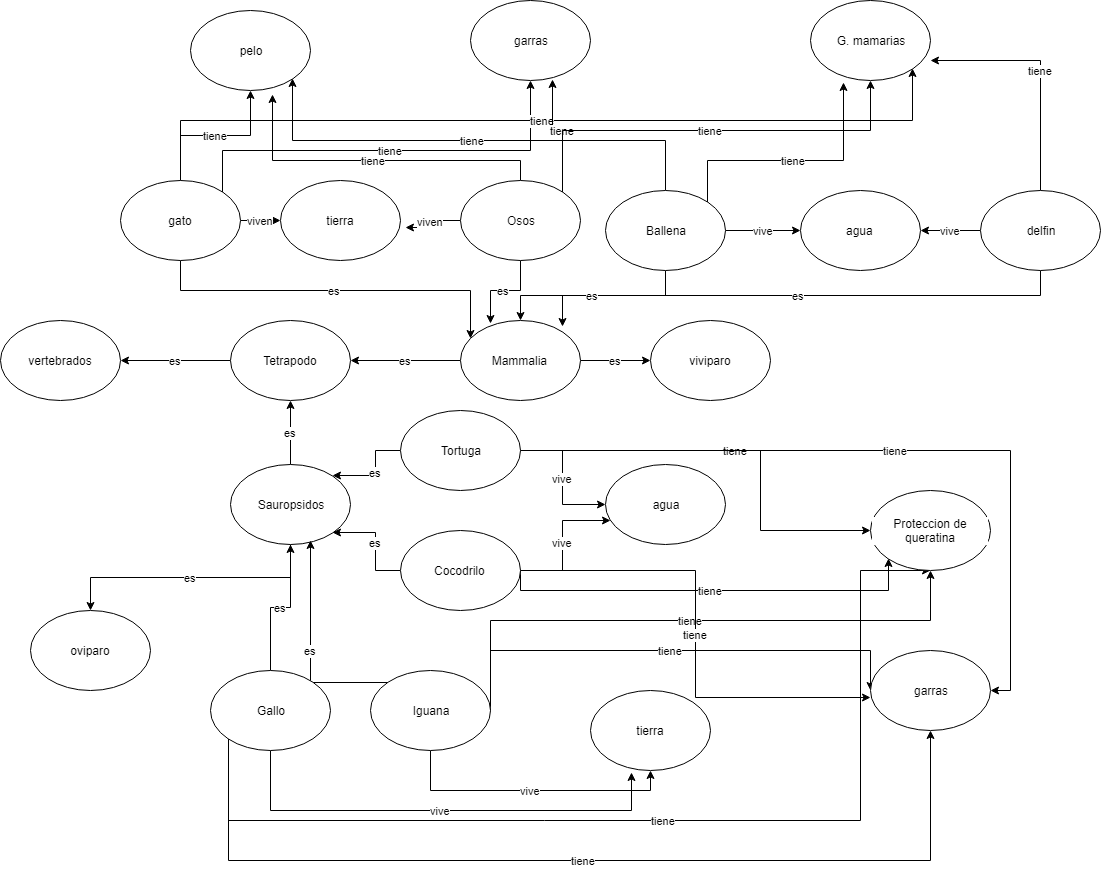 pelo
garras
G. mamarias
tiene
tiene
tiene
tiene
tiene
tiene
tiene
tiene
tiene
gato
viven
tierra
viven
Osos
Ballena
vive
agua
vive
delfin
es
es
es
es
vertebrados
es
Tetrapodo
es
Mammalia
es
viviparo
es
Tortuga
tiene
tiene
es
vive
Sauropsidos
agua
Proteccion de
queratina
es
vive
Cocodrilo
es
tiene
es
tiene
tiene
es
tiene
oviparo
garras
Gallo
Iguana
tierra
vive
vive
tiene
tiene